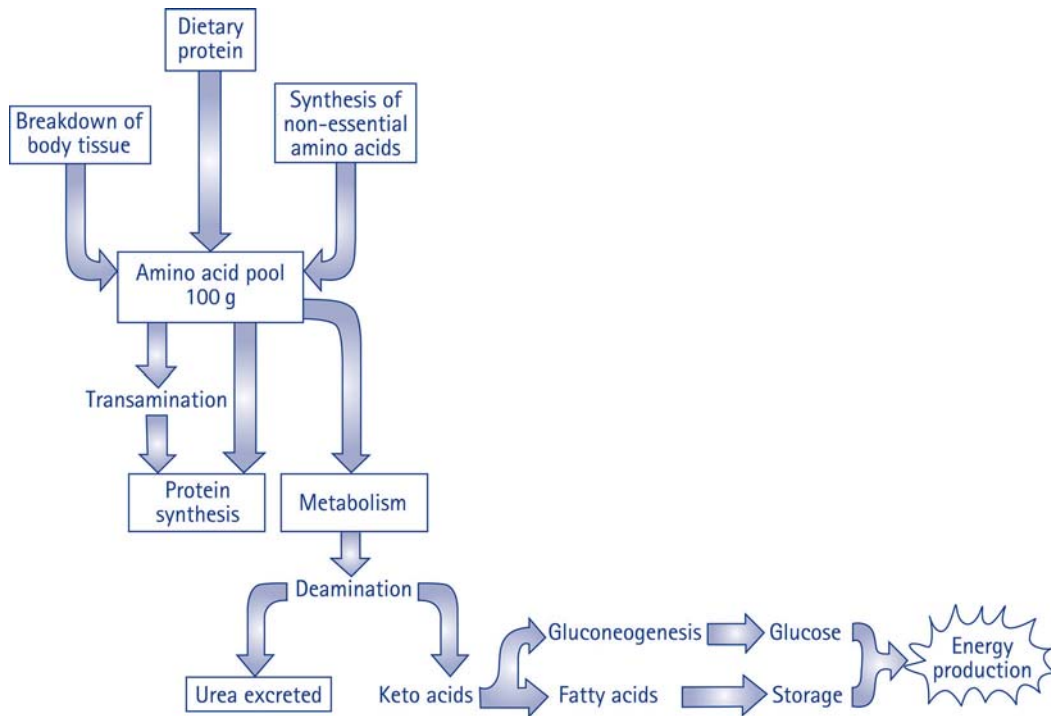 Dietary
protein
Breakdown of
body tissue
Synthesis of
non-essential
amino acids
Amino acid pool
100 g
Transamination
Protein
synthesis
Metabolism
Deamination
Urea excreted
Keto acids
Gluconeogenesis
Glucose
Fatty acids
Storage
Energy
production